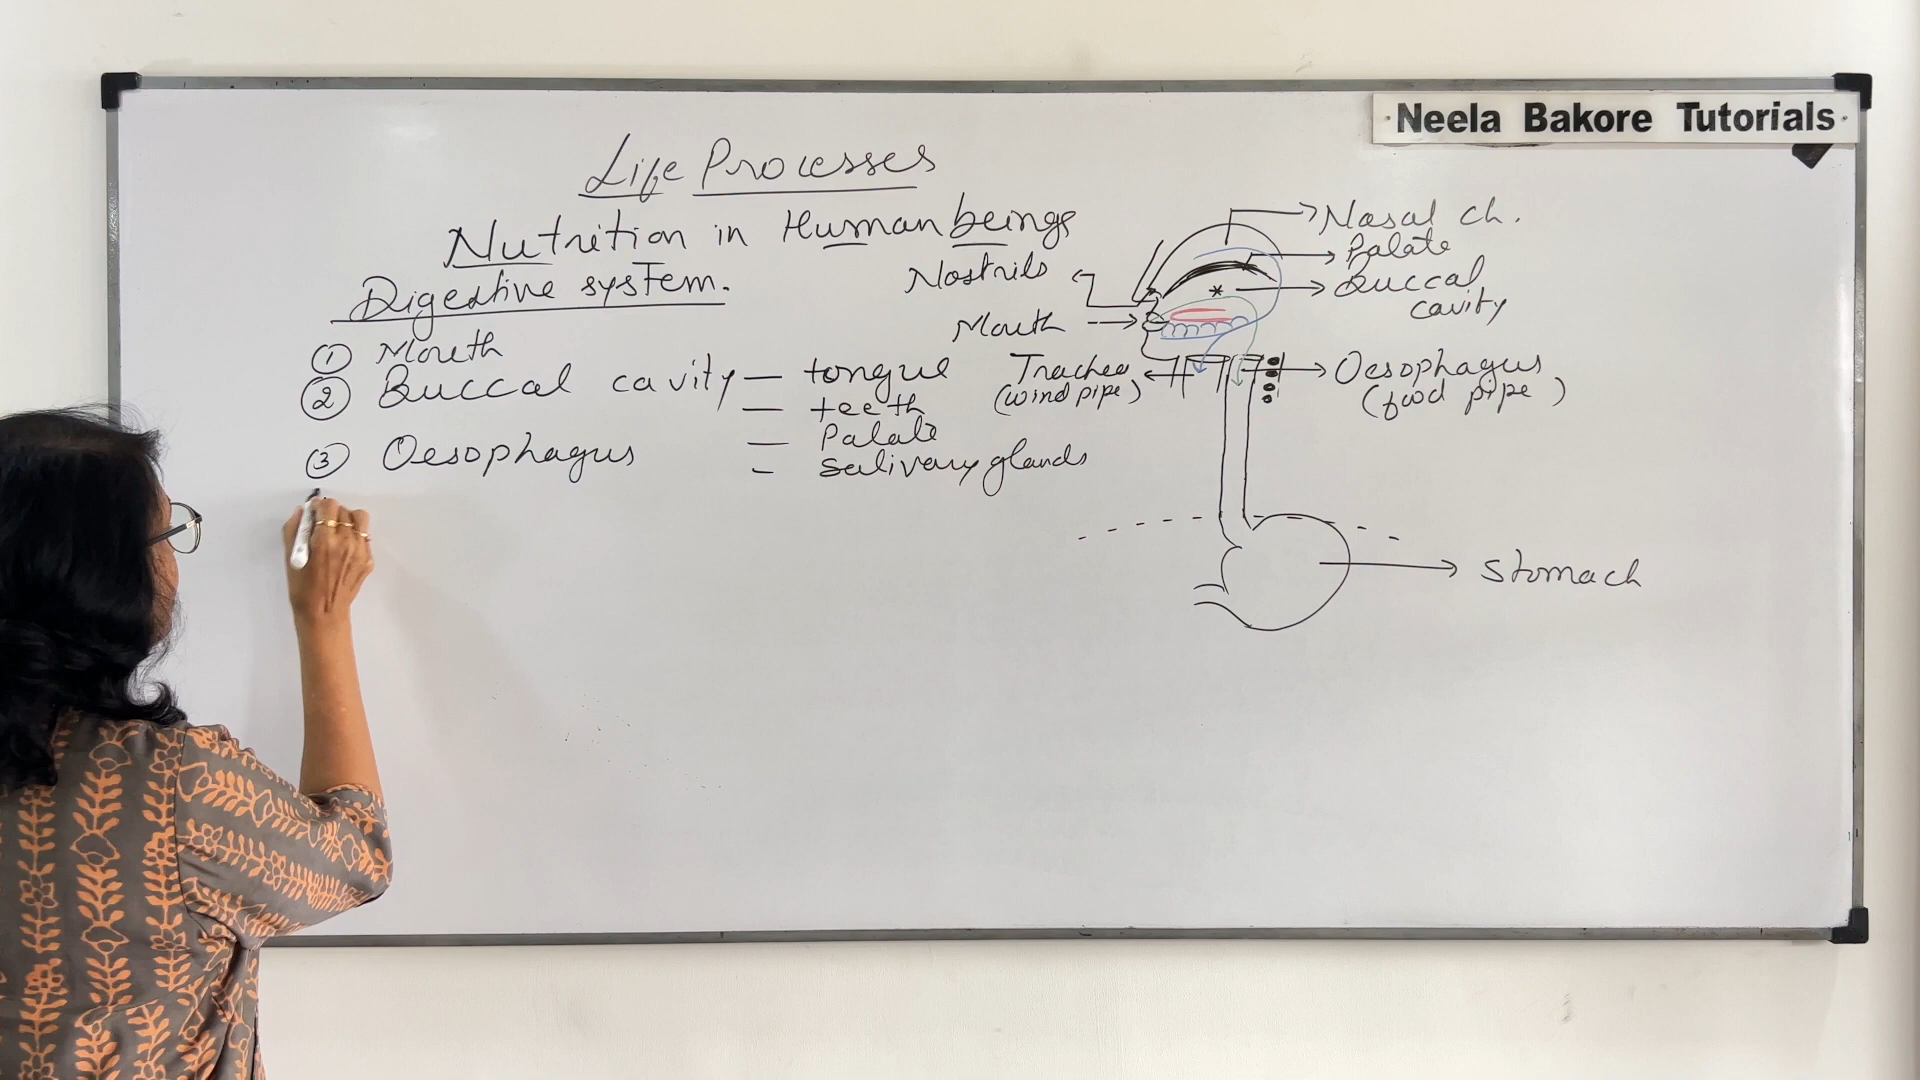 Neela Bakore Tutorials
Life Processes
Nutrition in Human beings
Digestive system.
① Mouth
② Buccal cavity — tongue
— teeth
— Palate
— salivary glands
③ Oesophagus
Nasal ch.
Palate
Buccal
cavity
Nostrils
Mouth
Trachea
(wind pipe)
Oesophagus
(food pipe)
stomach